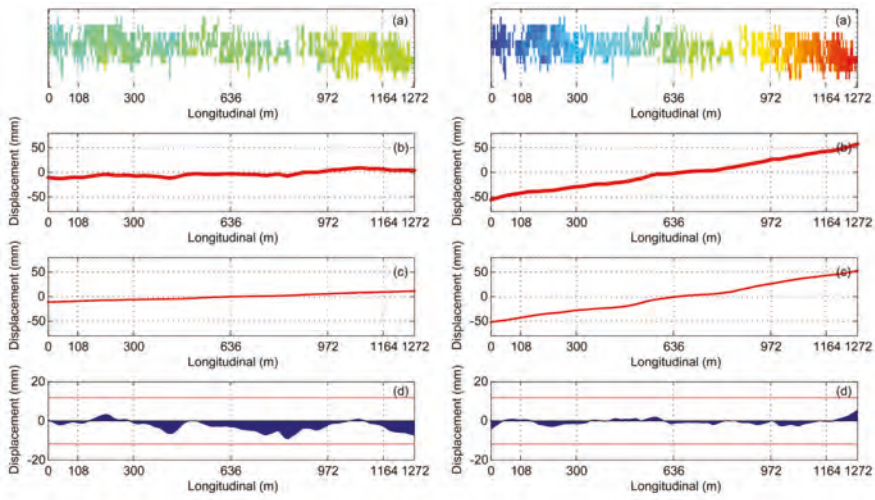 (a)
0 108 300 636 972 1164 1272
Longitudinal (m)
Displacement (mm)
50
0
-50
(b)
0 108 300 636 972 1164 1272
Longitudinal (m)
Displacement (mm)
50
0
-50
(c)
0 108 300 636 972 1164 1272
Longitudinal (m)
Displacement (mm)
20
0
-20
(d)
0 108 300 636 972 1164 1272
Longitudinal (m)
(a)
0 108 300 636 972 1164 1272
Longitudinal (m)
Displacement (mm)
50
0
-50
(b)
0 108 300 636 972 1164 1272
Longitudinal (m)
Displacement (mm)
50
0
-50
(c)
0 108 300 636 972 1164 1272
Longitudinal (m)
Displacement (mm)
20
0
-20
(d)
0 108 300 636 972 1164 1272
Longitudinal (m)